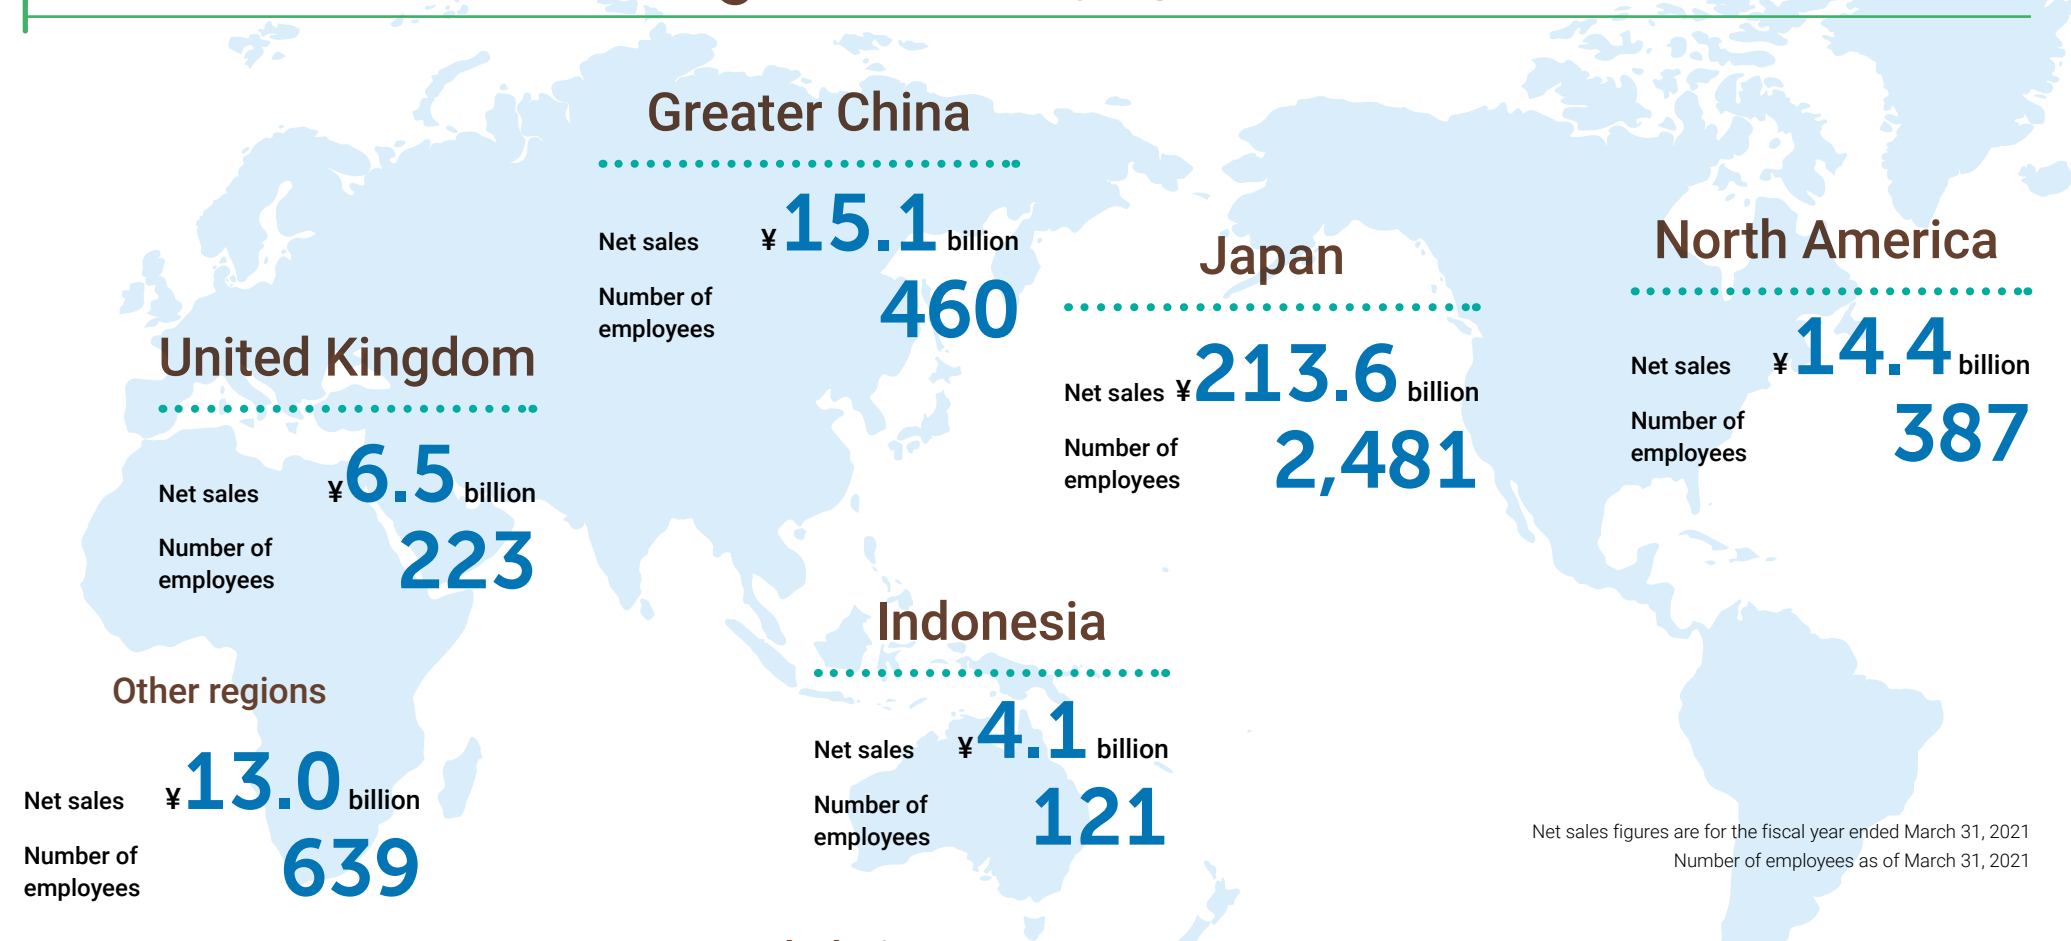 Greater China
Net sales ¥15.1 billion
Number of
employees 460
Japan
Net sales ¥213.6 billion
Number of
employees 2,481
North America
Net sales ¥14.4 billion
Number of
employees 387
United Kingdom
Net sales ¥6.5 billion
Number of
employees 223
Indonesia
Net sales ¥4.1 billion
Number of
employees 121
Other regions
Net sales ¥13.0 billion
Number of
employees 639
Net sales figures are for the fiscal year ended March 31, 2021
Number of employees as of March 31, 2021